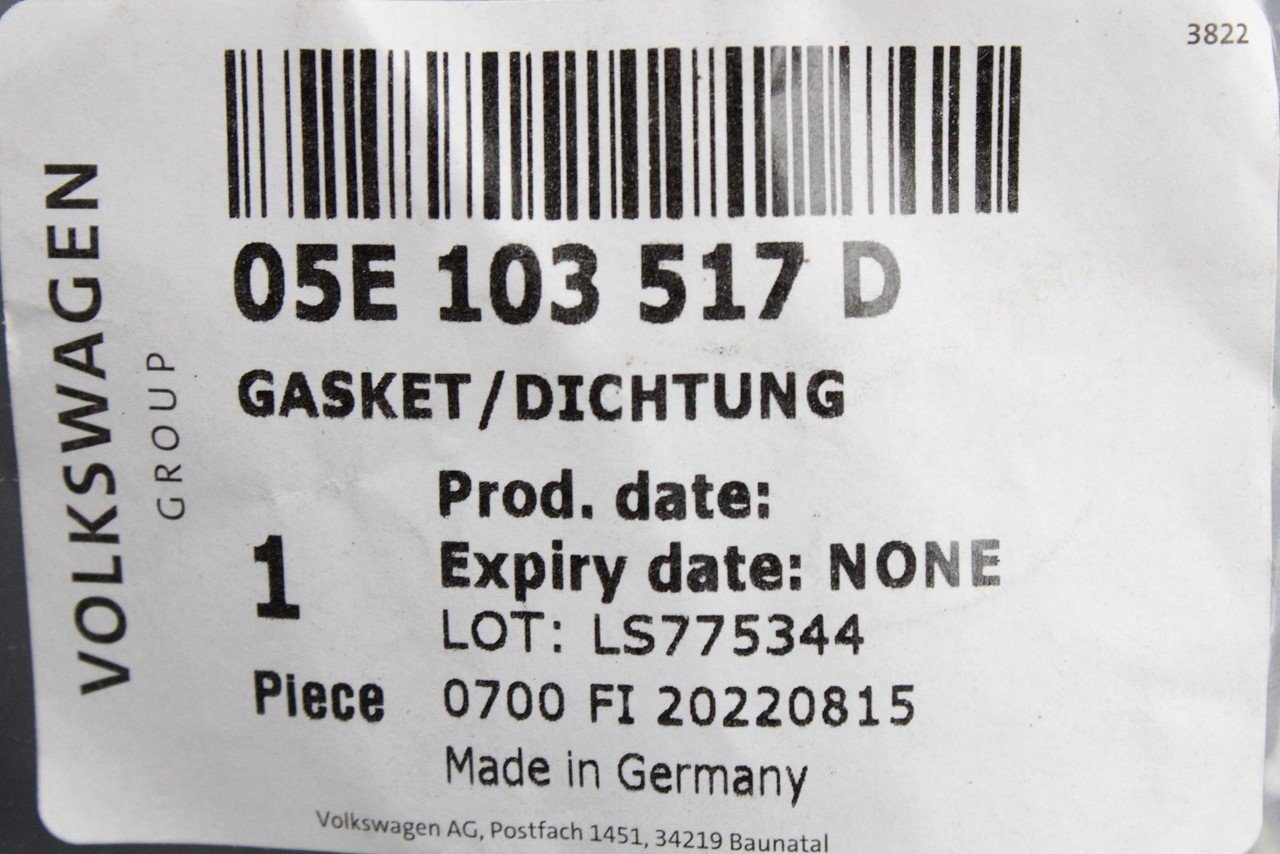 3822
VOLKSWAGEN
GROUP
05E 103 517 D
GASKET/DICHTUNG
Prod. date:
Expiry date: NONE
1
LOT: LS775344
Piece
0700 FI 20220815
Made in Germany
Volkswagen AG, Postfach 1451, 34219 Baunatal